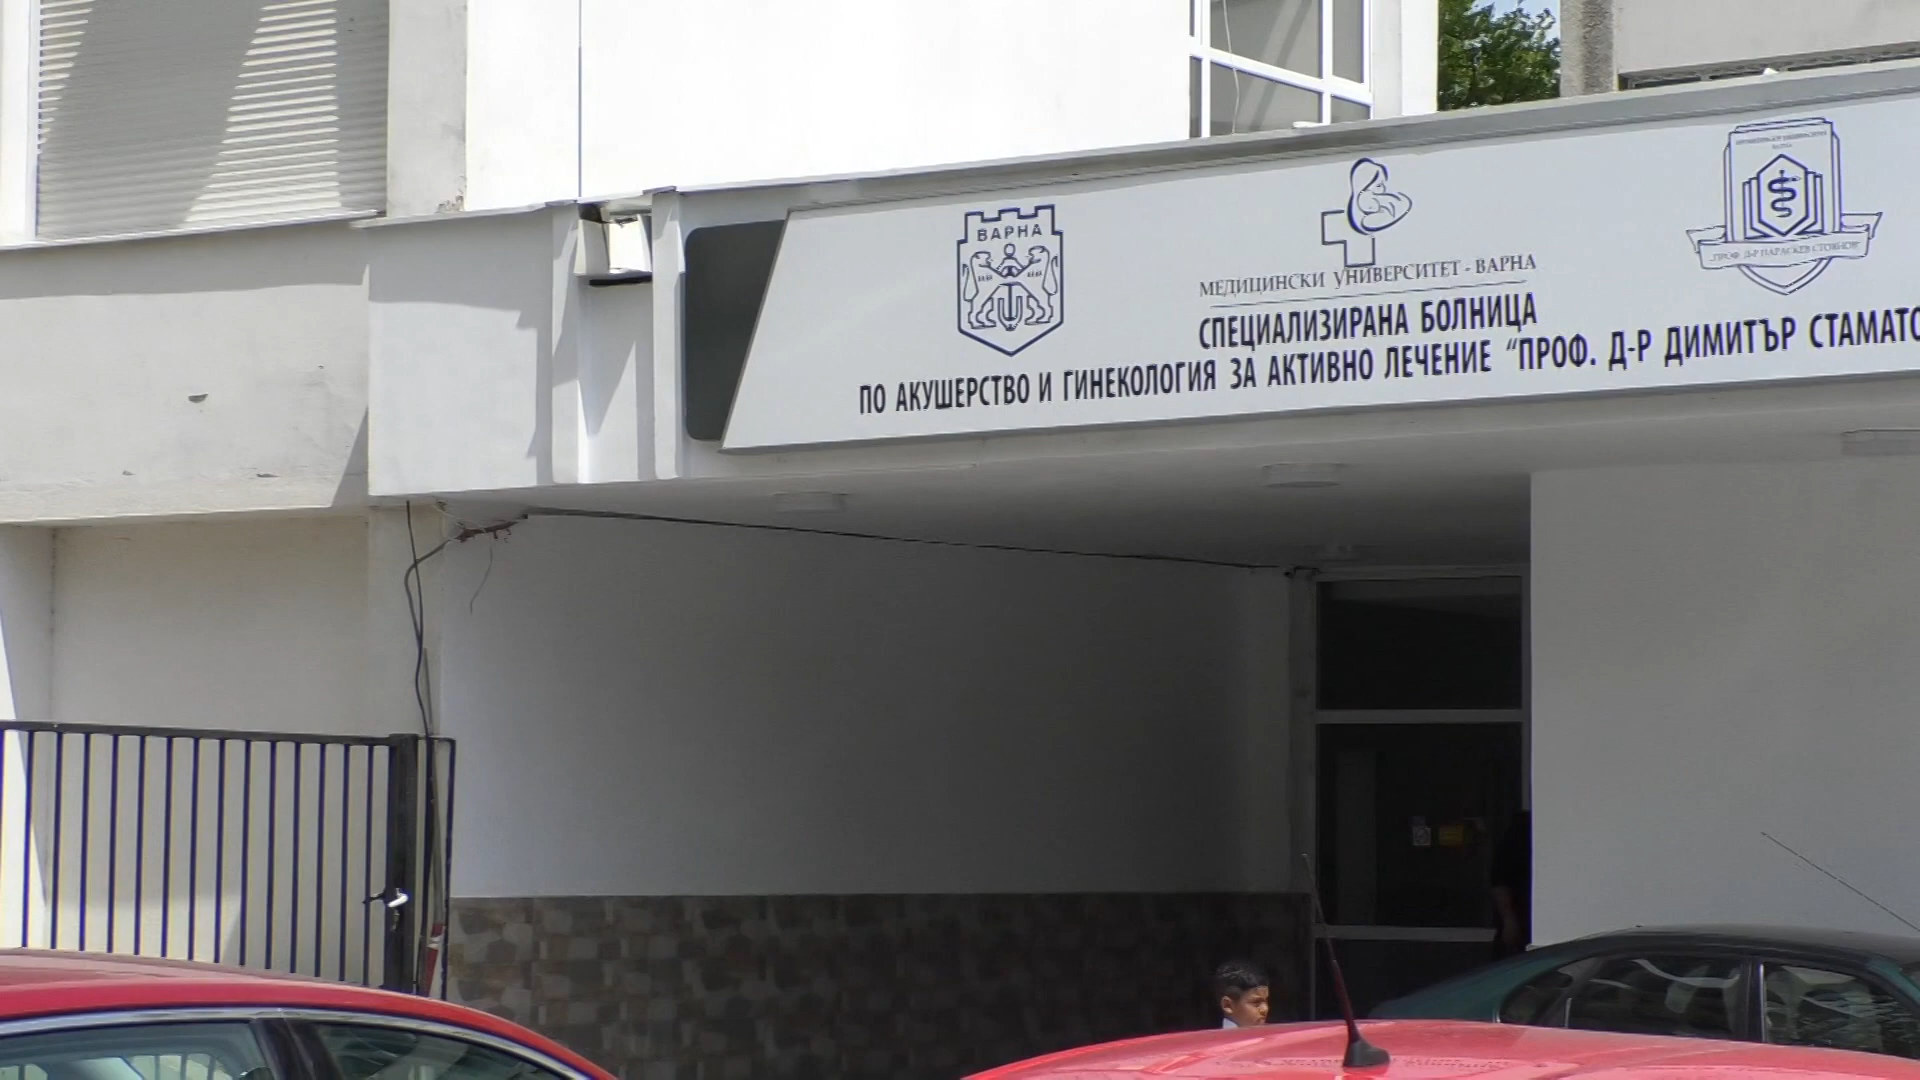 ВАРНА
МЕДИЦИНСКИ УНИВЕРСИТЕТ - ВАРНА
СПЕЦИАЛИЗИРАНА БОЛНИЦА
ПО АКУШЕРСТВО И ГИНЕКОЛОГИЯ ЗА АКТИВНО ЛЕЧЕНИЕ "ПРОФ. Д-Р ДИМИТЪР СТАМАТО
"ПРОФ. Д-Р ПАРАСКЕВ СТОЯНОВ"